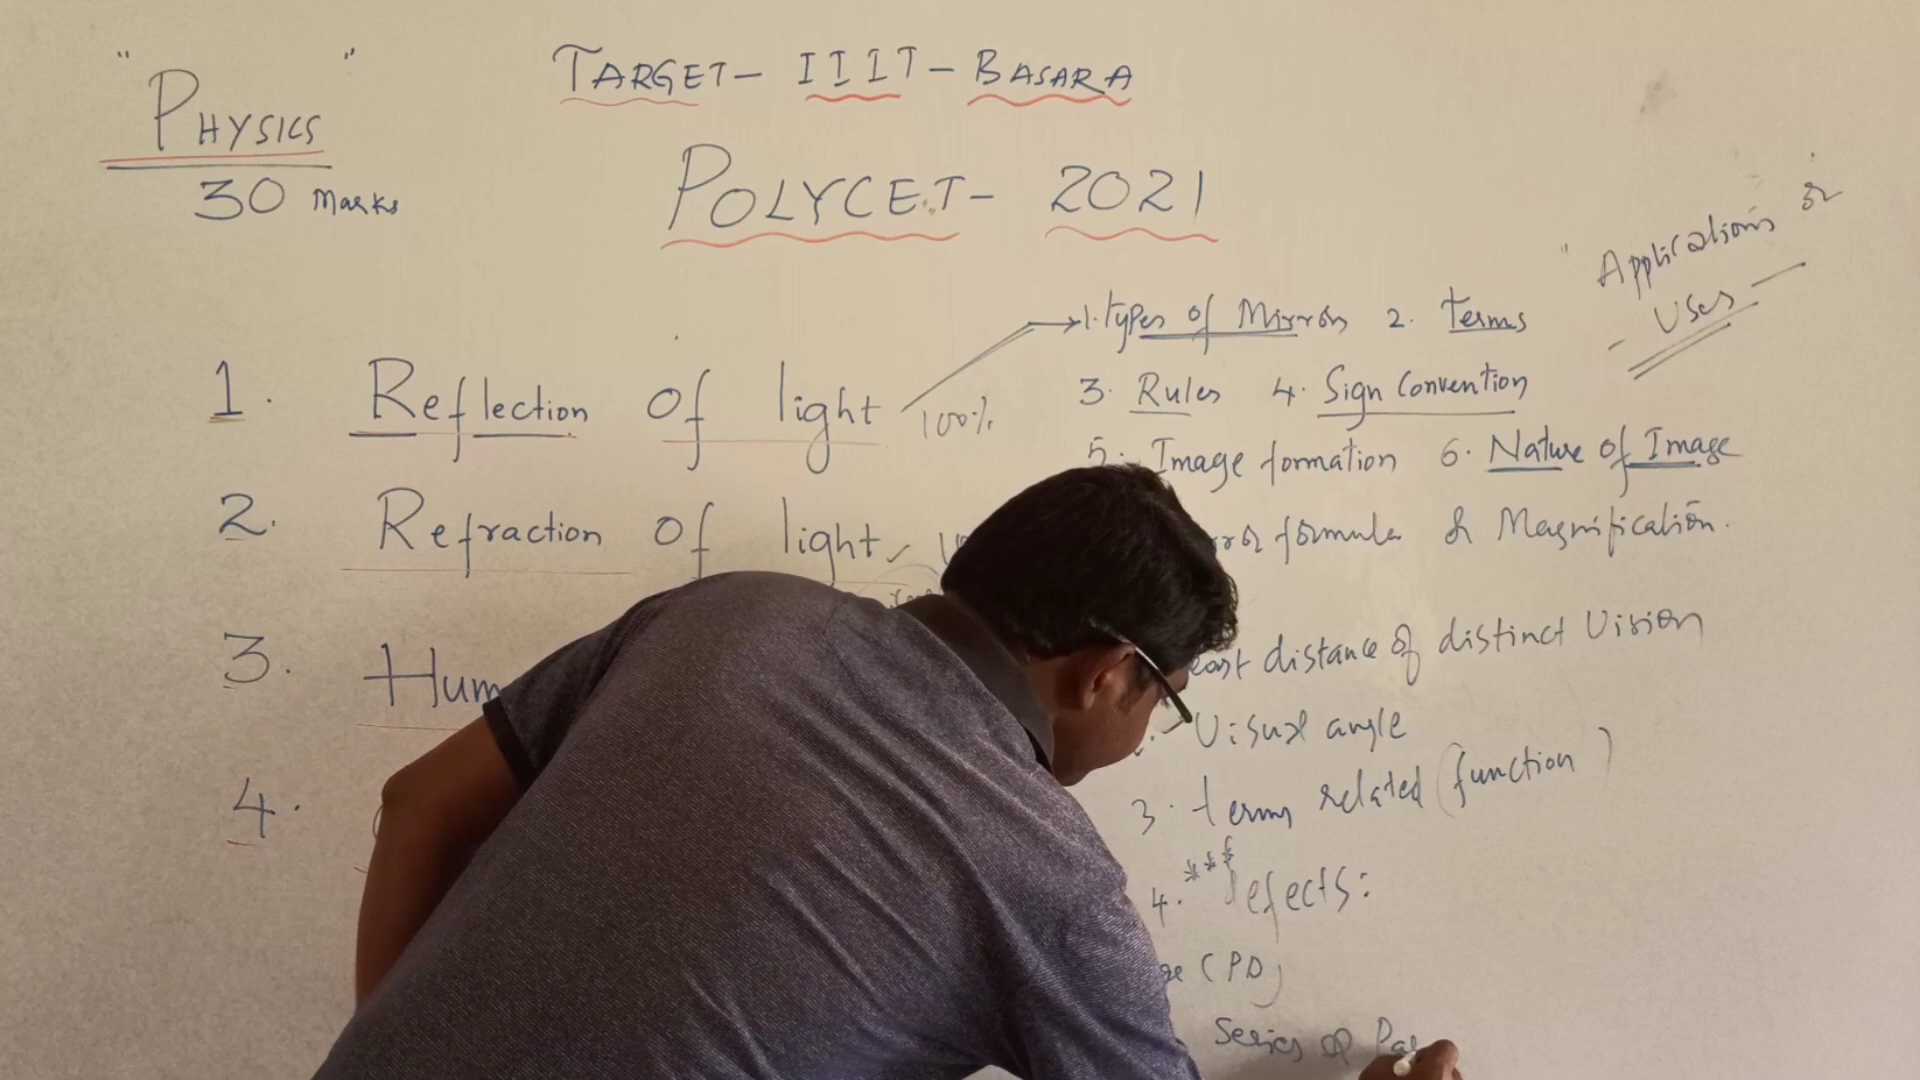 " PHYSICS "
30 Marks
TARGET- IIIT - BASARA
POLYCET- 2021
"Applications or
- Uses -
1. Reflection of light 100%
1. types of Mirrors 2. terms
3. Rules 4. Sign Convention
5. Image formation 6. Nature of Image
formula & Magnification.
2. Refraction of light
3. Hum
distance of distinct Vision
Visual angle
3. terms related (function)
4. *** defects:
4.
(PD)
Series or Par